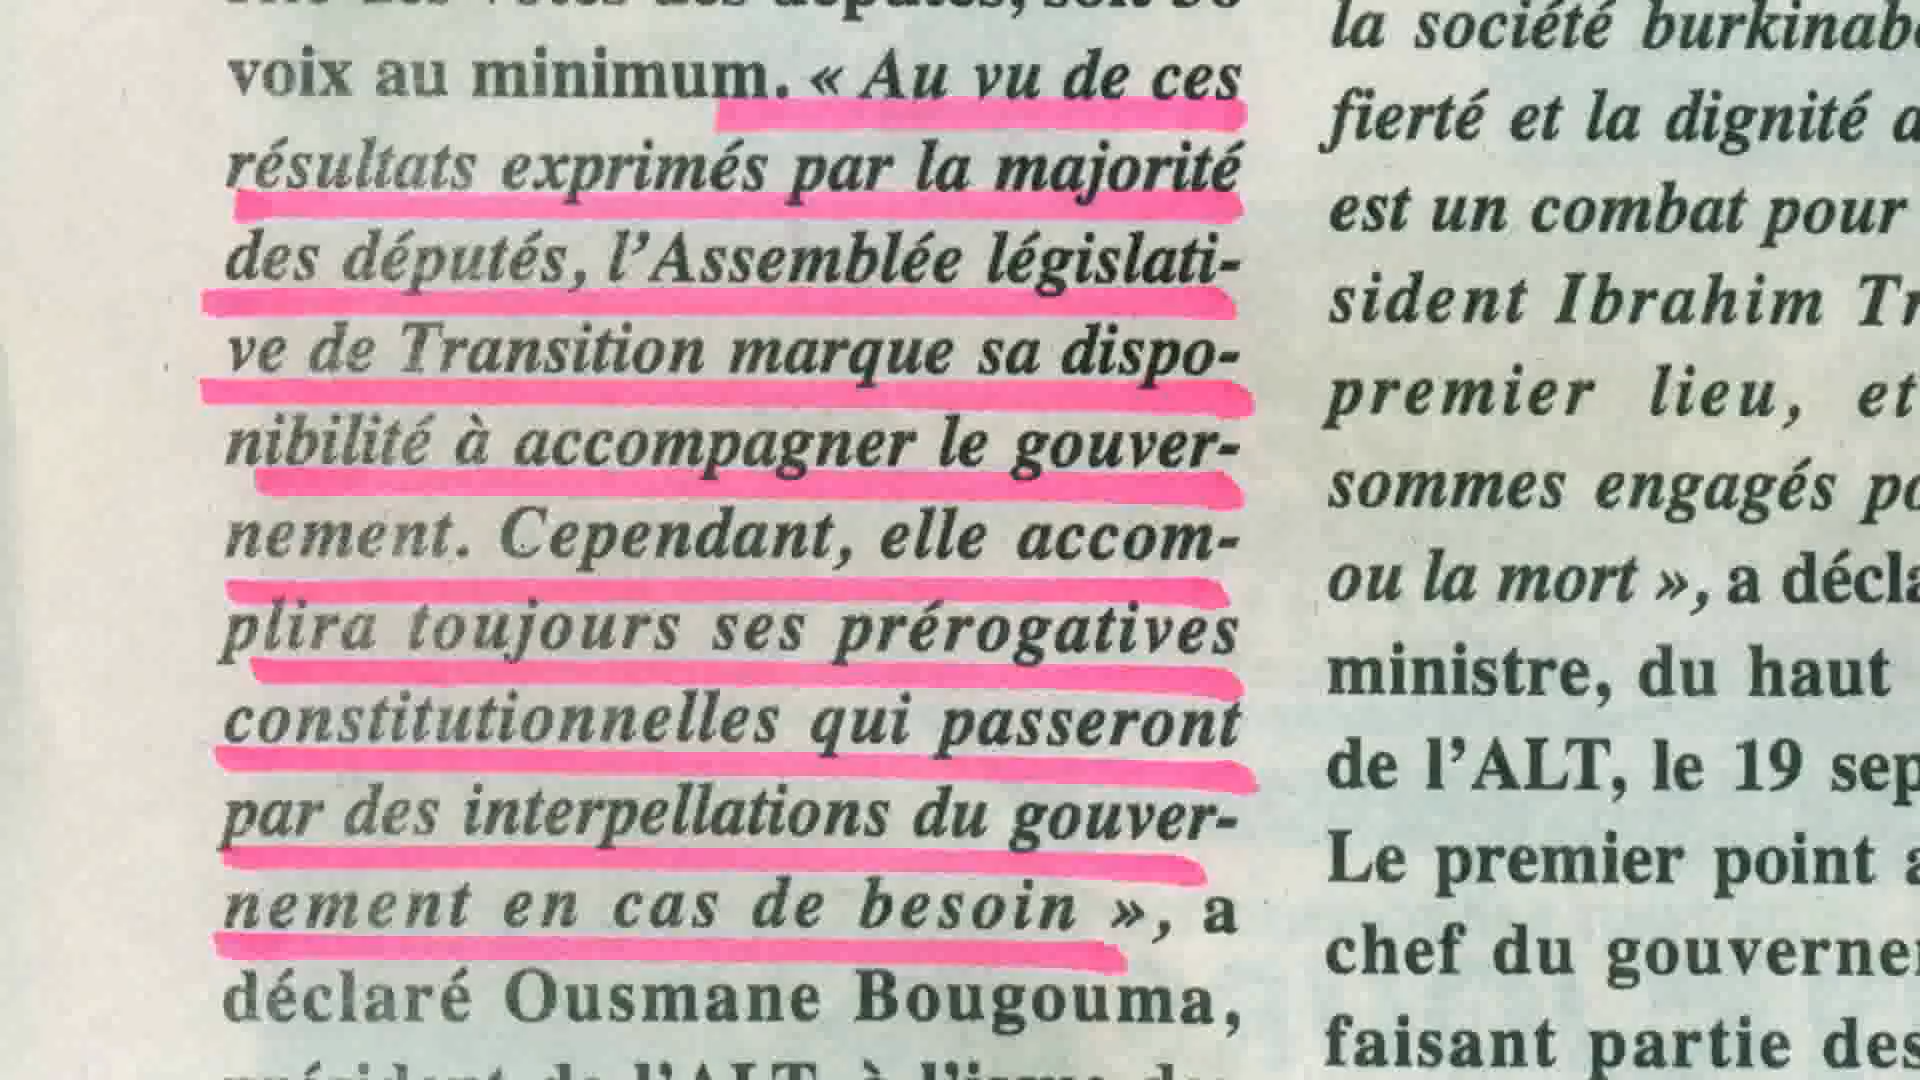 voix au minimum. « Au vu de ces
résultats exprimés par la majorité
des députés, l’Assemblée législati-
ve de Transition marque sa dispo-
nibilité à accompagner le gouver-
nement. Cependant, elle accom-
plira toujours ses prérogatives
constitutionnelles qui passeront
par des interpellations du gouver-
nement en cas de besoin », a
déclaré Ousmane Bougouma,
président de l’ALT, à l’issue
la société
fierté et la dignité
est un combat pour
sident Ibrahim
premier lieu, et
sommes engagés
ou la mort », a
ministre, du haut
de l’ALT, le 19
Le premier point
chef du
faisant partie des